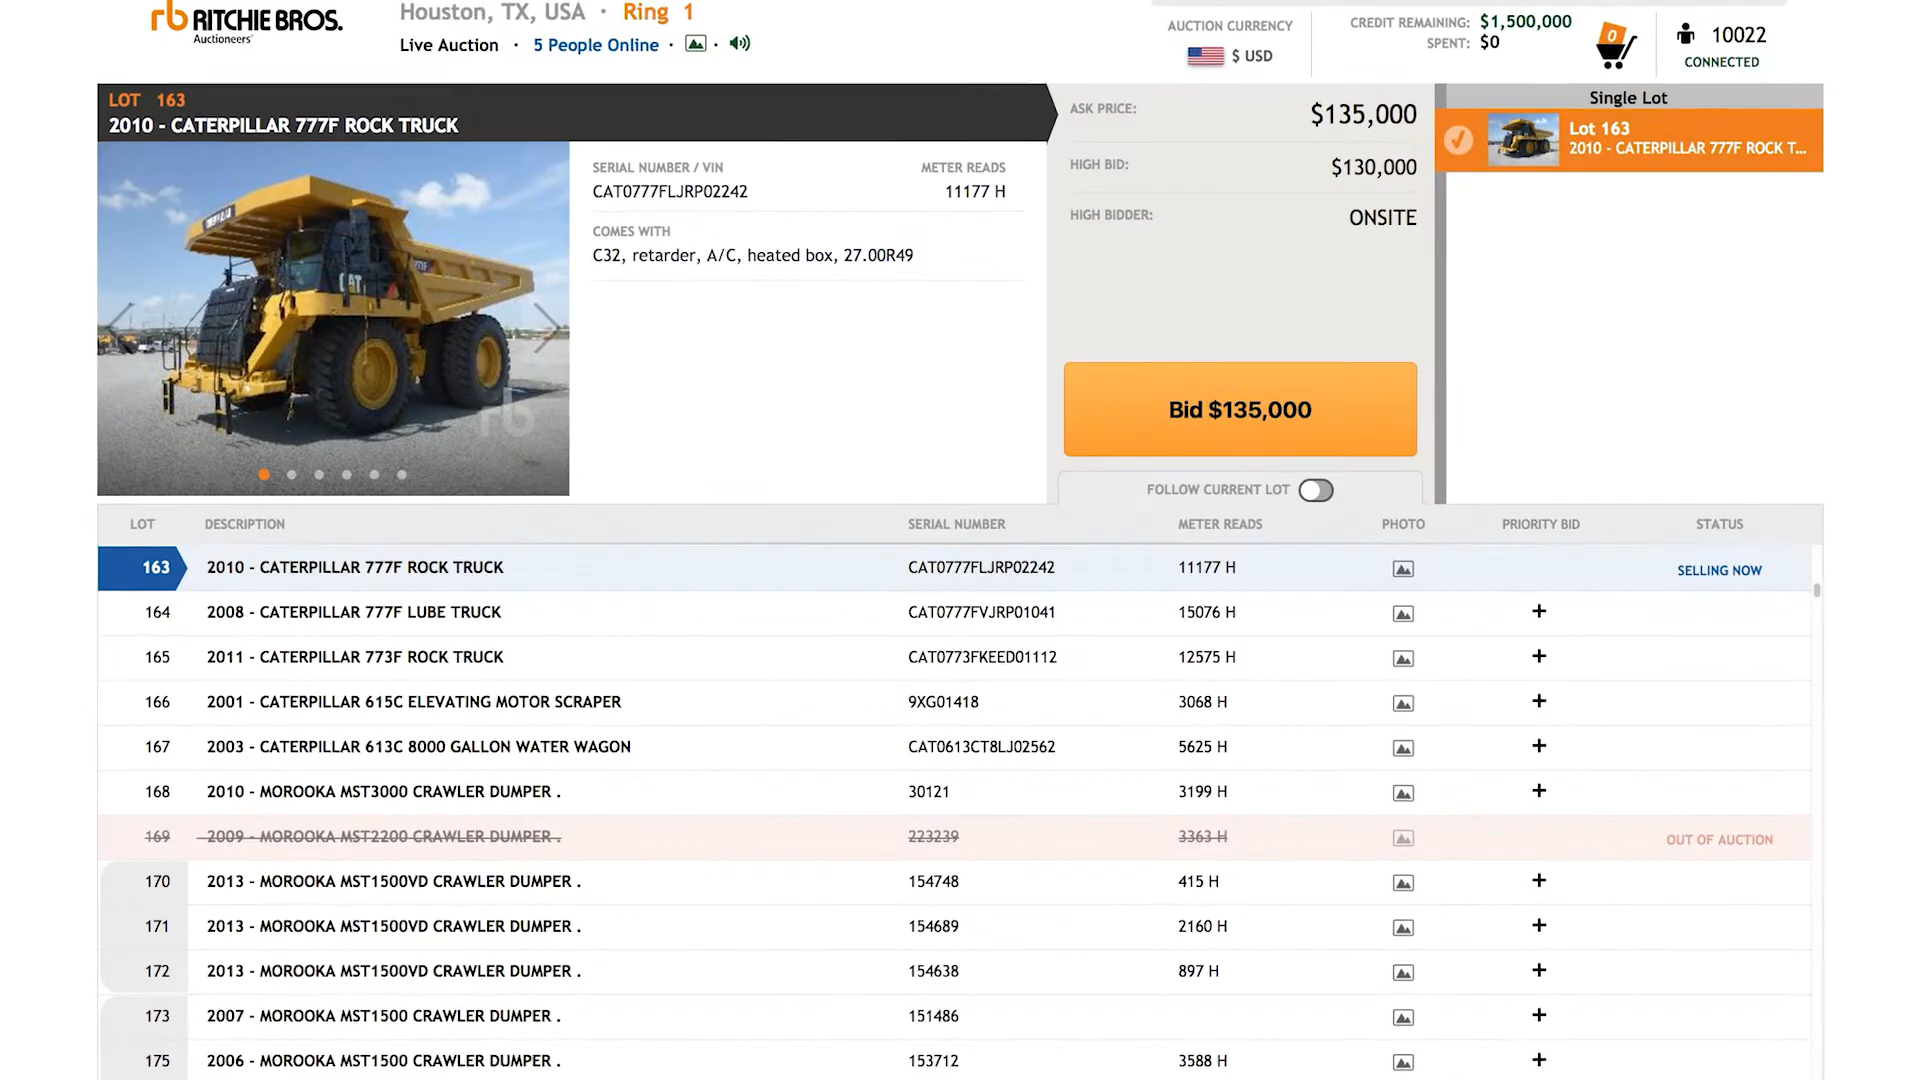 rb RITCHIE BROS.
Auctioneers'
Houston, TX, USA · Ring 1
Live Auction · 5 People Online · ·
AUCTION CURRENCY
$ USD
CREDIT REMAINING: $1,500,000
SPENT: $0
0
10022
CONNECTED
LOT 163
2010 - CATERPILLAR 777F ROCK TRUCK
SERIAL NUMBER / VIN
CAT0777FLJRP02242
METER READS
11177 H
COMES WITH
C32, retarder, A/C, heated box, 27.00R49
CAT
rb
ASK PRICE: $135,000
HIGH BID: $130,000
HIGH BIDDER: ONSITE
Bid $135,000
FOLLOW CURRENT LOT
Single Lot
Lot 163
2010 - CATERPILLAR 777F ROCK T...
LOT DESCRIPTION SERIAL NUMBER METER READS PHOTO PRIORITY BID STATUS
163 2010 - CATERPILLAR 777F ROCK TRUCK CAT0777FLJRP02242 11177 H SELLING NOW
164 2008 - CATERPILLAR 777F LUBE TRUCK CAT0777FVJRP01041 15076 H +
165 2011 - CATERPILLAR 773F ROCK TRUCK CAT0773FKEED01112 12575 H +
166 2001 - CATERPILLAR 615C ELEVATING MOTOR SCRAPER 9XG01418 3068 H +
167 2003 - CATERPILLAR 613C 8000 GALLON WATER WAGON CAT0613CT8LJ02562 5625 H +
168 2010 - MOROOKA MST3000 CRAWLER DUMPER . 30121 3199 H +
169 2009 - MOROOKA MST2200 CRAWLER DUMPER . 223239 3363 H OUT OF AUCTION
170 2013 - MOROOKA MST1500VD CRAWLER DUMPER . 154748 415 H +
171 2013 - MOROOKA MST1500VD CRAWLER DUMPER . 154689 2160 H +
172 2013 - MOROOKA MST1500VD CRAWLER DUMPER . 154638 897 H +
173 2007 - MOROOKA MST1500 CRAWLER DUMPER . 151486 +
175 2006 - MOROOKA MST1500 CRAWLER DUMPER . 153712 3588 H +